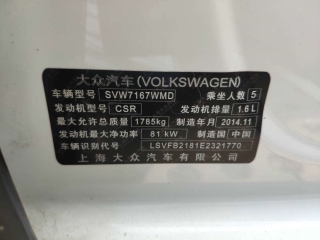 大众汽车(VOLKSWAGEN)
车辆型号 SVW7167WMD 乘坐人数 5
发动机型号 CSR 发动机排量 1.6L
最大允许总质量 1785kg 制造年月 2014.11
发动机最大净功率 81kW 制造国 中国
车辆识别代号 LSVFB2181E2321770
上海大众汽车有限公司